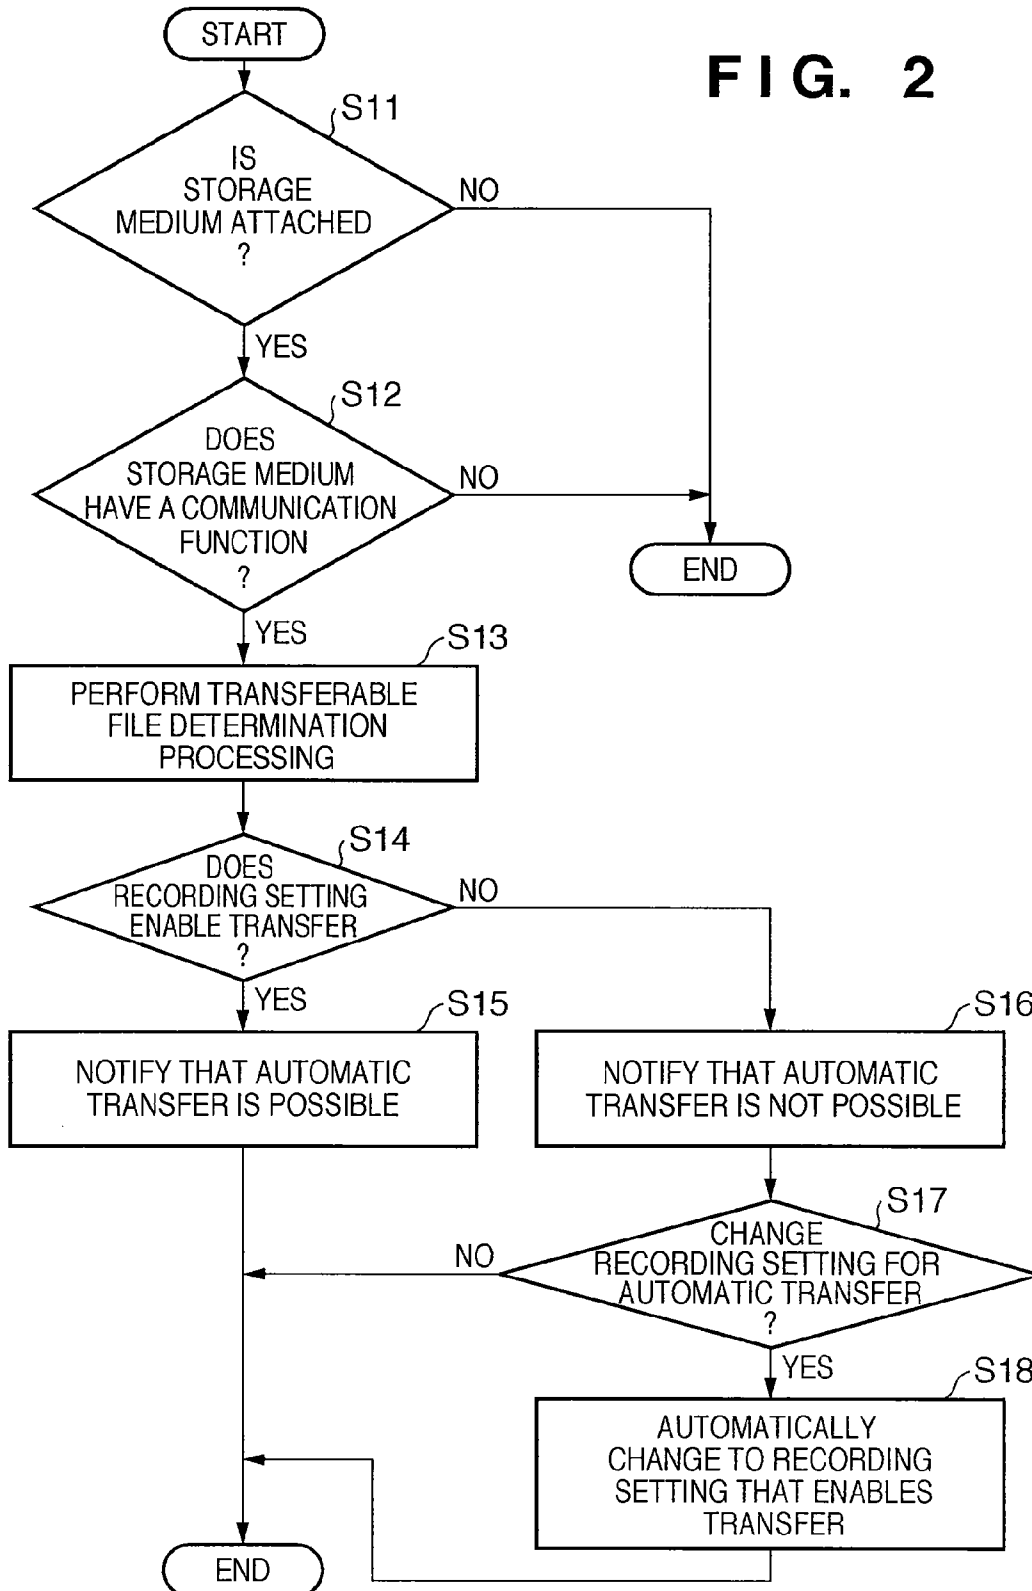 START
FIG. 2
S11
IS
STORAGE
MEDIUM ATTACHED
?
NO
YES
S12
DOES
STORAGE MEDIUM
HAVE A COMMUNICATION
FUNCTION
?
NO
END
YES
S13
PERFORM TRANSFERABLE
FILE DETERMINATION
PROCESSING
S14
DOES
RECORDING SETTING
ENABLE TRANSFER
?
NO
YES
S15
NOTIFY THAT AUTOMATIC
TRANSFER IS POSSIBLE
S16
NOTIFY THAT AUTOMATIC
TRANSFER IS NOT POSSIBLE
S17
CHANGE
RECORDING SETTING FOR
AUTOMATIC TRANSFER
?
NO
YES
S18
AUTOMATICALLY
CHANGE TO RECORDING
SETTING THAT ENABLES
TRANSFER
END